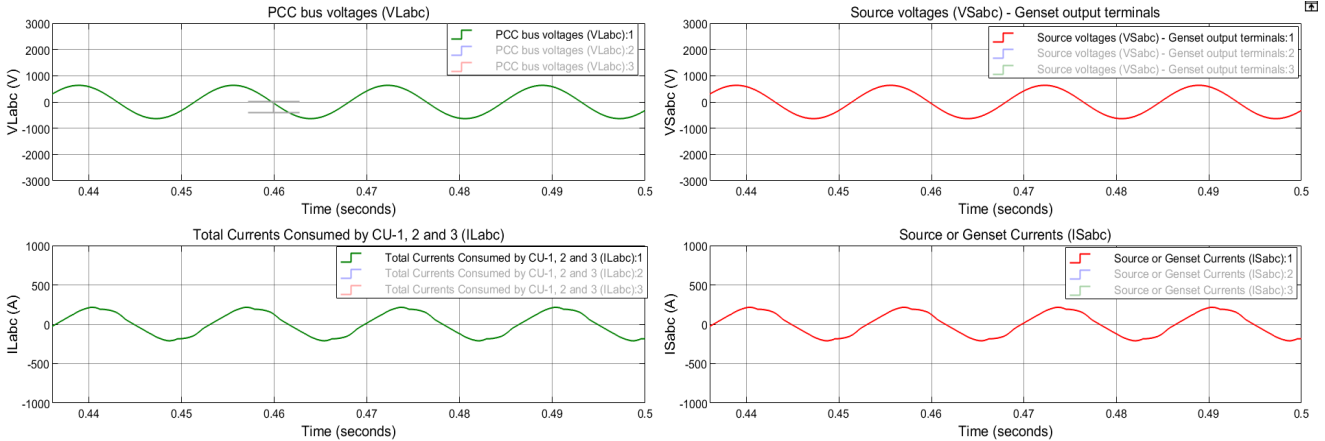 PCC bus voltages (VLabc)
3000
2000
1000
0
-1000
-2000
-3000
VLabc (V)
PCC bus voltages (VLabc):1
PCC bus voltages (VLabc):2
PCC bus voltages (VLabc):3
0.44 0.45 0.46 0.47 0.48 0.49 0.5
Time (seconds)
Source voltages (VSabc) - Genset output terminals
3000
2000
1000
0
-1000
-2000
-3000
VSabc (V)
Source voltages (VSabc) - Genset output terminals:1
Source voltages (VSabc) - Genset output terminals:2
Source voltages (VSabc) - Genset output terminals:3
0.44 0.45 0.46 0.47 0.48 0.49 0.5
Time (seconds)
Total Currents Consumed by CU-1, 2 and 3 (ILabc)
1000
500
0
-500
-1000
ILabc (A)
Total Currents Consumed by CU-1, 2 and 3 (ILabc):1
Total Currents Consumed by CU-1, 2 and 3 (ILabc):2
Total Currents Consumed by CU-1, 2 and 3 (ILabc):3
0.44 0.45 0.46 0.47 0.48 0.49 0.5
Time (seconds)
Source or Genset Currents (ISabc)
1000
500
0
-500
-1000
ISabc (A)
Source or Genset Currents (ISabc):1
Source or Genset Currents (ISabc):2
Source or Genset Currents (ISabc):3
0.44 0.45 0.46 0.47 0.48 0.49 0.5
Time (seconds)